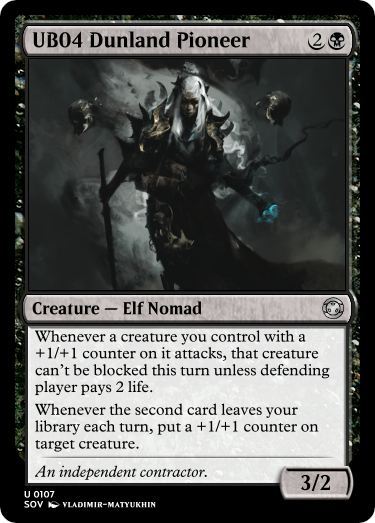 UB04 Dunland Pioneer 2
Creature — Elf Nomad
Whenever a creature you control with a
+1/+1 counter on it attacks, that creature
can't be blocked this turn unless defending
player pays 2 life.
Whenever the second card leaves your
library each turn, put a +1/+1 counter on
target creature.
An independent contractor.
3/2
U 0107
SOV VLADIMIR-MATYUKHIN